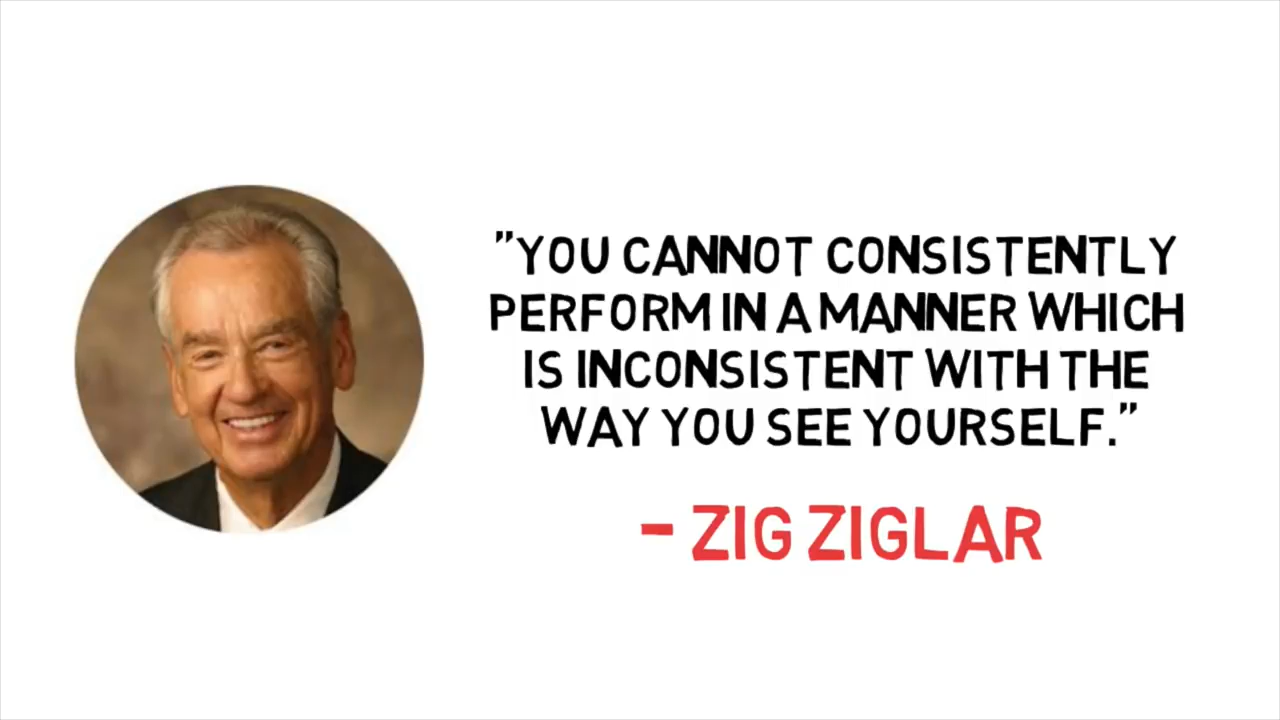 "YOU CANNOT CONSISTENTLY
PERFORM IN A MANNER WHICH
IS INCONSISTENT WITH THE
WAY YOU SEE YOURSELF."
- ZIG ZIGLAR